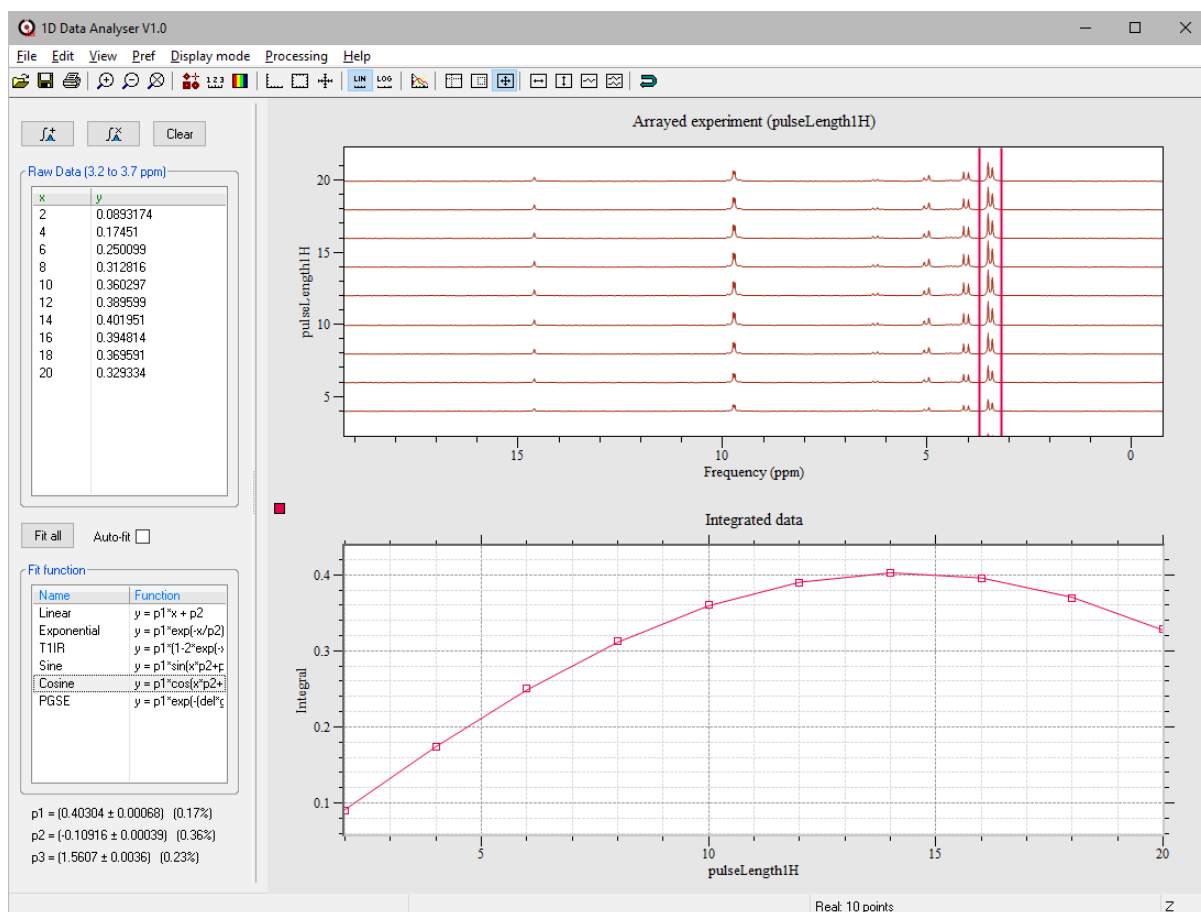 1D Data Analyser V1.0
File Edit View Pref Display mode Processing Help
1 2 3 LIN LOG
∫+ ∫x Clear
Raw Data (3.2 to 3.7 ppm)
x y
2 0.0893174
4 0.17451
6 0.250099
8 0.312816
10 0.360297
12 0.389599
14 0.401951
16 0.394814
18 0.369591
20 0.329334
Fit all Auto-fit
Fit function
Name Function
Linear y = p1*x + p2
Exponential y = p1*exp(-x/p2)
T1IR y = p1*(1-2*exp(-x
Sine y = p1*sin(x*p2+p
Cosine y = p1*cos(x*p2+
PGSE y = p1*exp(-(del*g
p1 = (0.40304 ± 0.00068) (0.17%)
p2 = (-0.10916 ± 0.00039) (0.36%)
p3 = (1.5607 ± 0.0036) (0.23%)
Arrayed experiment (pulseLength1H)
pulseLength1H
20
15
10
5
15 10 5 0
Frequency (ppm)
Integrated data
Integral
0.4
0.3
0.2
0.1
5 10 15 20
pulseLength1H
Real: 10 points Z